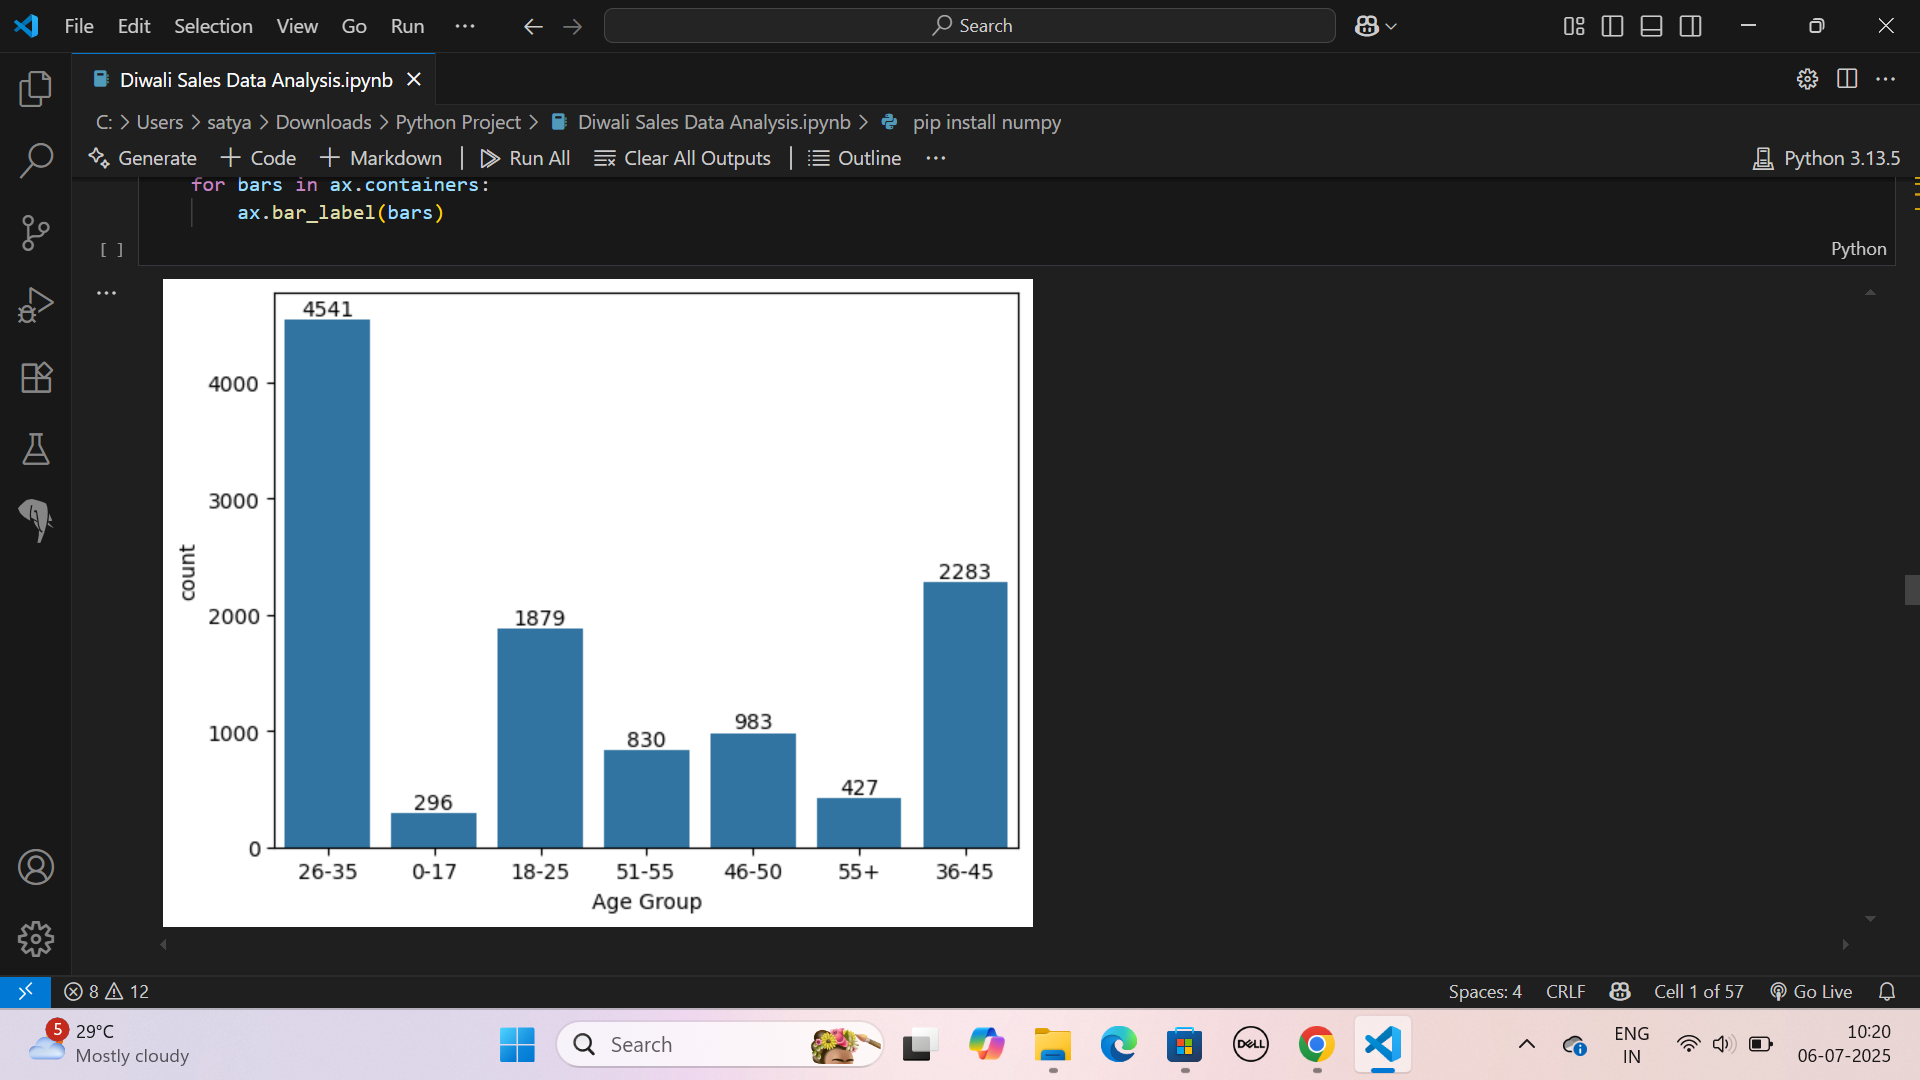 File Edit Selection View Go Run ···
Search
Diwali Sales Data Analysis.ipynb
C: > Users > satya > Downloads > Python Project > Diwali Sales Data Analysis.ipynb > pip install numpy
Generate + Code + Markdown | Run All Clear All Outputs | Outline ···
Python 3.13.5
for bars in ax.containers:
ax.bar_label(bars)
[ ]
Python
4541
296
1879
830
983
427
2283
4000
3000
2000
1000
0
count
26-35 0-17 18-25 51-55 46-50 55+ 36-45
Age Group
8 12
Spaces: 4 CRLF Cell 1 of 57 Go Live
5
29°C
Mostly cloudy
Search
DELL
ENG
IN
10:20
06-07-2025